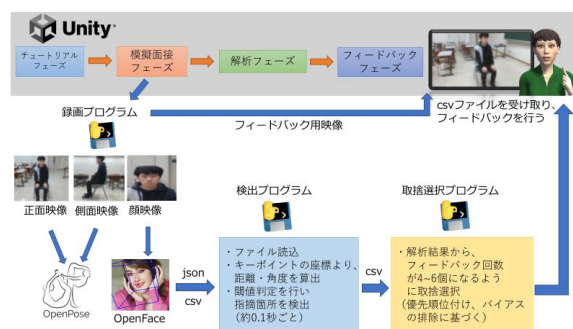 Unity
チュートリアル
フェーズ
模擬面接
フェーズ
解析フェーズ
フィードバック
フェーズ
録画プログラム
フィードバック用映像
csvファイルを受け取り、
フィードバックを行う
正面映像
側面映像
顔映像
検出プログラム
取捨選択プログラム
・ファイル読込
・キーポイントの座標より、
距離・角度を算出
・閾値判定を行い
指摘箇所を検出
(約0.1秒ごと)
・解析結果から、
フィードバック回数
が4~6個になるよう
に取捨選択
(優先順位付け、バイアス
の排除に基づく)
json
csv
csv
OpenPose
OpenFace